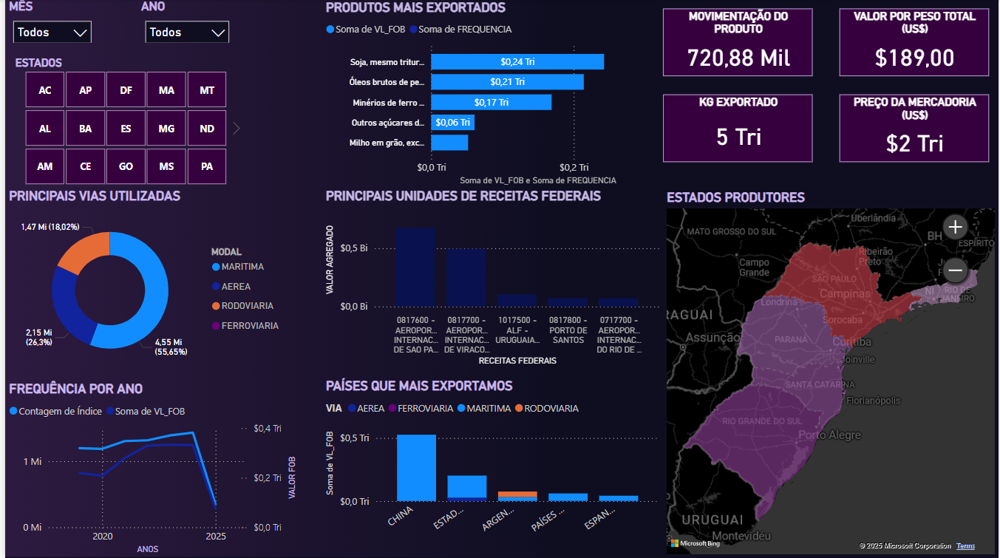 MÊS
ANO
Todos
Todos
ESTADOS
AC
AP
DF
MA
MT
AL
BA
ES
MG
ND
AM
CE
GO
MS
PA
PRODUTOS MAIS EXPORTADOS
Soma de VL_FOB
Soma de FREQUENCIA
Soja, mesmo tritur...
$0,24 Tri
Óleos brutos de pe...
$0,21 Tri
Minérios de ferro ...
$0,17 Tri
Outros açúcares d...
$0,06 Tri
Milho em grão, exc...
$0,0 Tri
$0,2 Tri
Soma de VL_FOB e Soma de FREQUENCIA
MOVIMENTAÇÃO DO
PRODUTO
720,88 Mil
VALOR POR PESO TOTAL
(US$)
$189,00
KG EXPORTADO
5 Tri
PREÇO DA MERCADORIA
(US$)
$2 Tri
PRINCIPAIS VIAS UTILIZADAS
1,47 Mi (18,02%)
2,15 Mi
(26,3%)
4,55 Mi
(55,65%)
MODAL
MARITIMA
AEREA
RODOVIARIA
FERROVIARIA
PRINCIPAIS UNIDADES DE RECEITAS FEDERAIS
VALOR AGREGADO
$0,5 Bi
$0,0 Bi
0817600 -
AEROPOR...
INTERNAC...
DE SAO PA...
0817700 -
AEROPOR...
INTERNAC...
DE VIRACO...
1017500 -
ALF -
URUGUAIA...
0817800 -
PORTO DE
SANTOS
0717700 -
AEROPOR...
INTERNAC...
DO RIO DE ...
RECEITAS FEDERAIS
ESTADOS PRODUTORES
MATO GROSSO DO SUL
Uberlândia
BH
ESPÍRITO
Campo
Grande
Ribeirão
Preto
SÃO PAULO
Campinas
NI
RIO DE
JANEIRO
Londrina
Sorocaba
RAGUAI
Assunção
PARANÁ
Curitiba
Joinville
SANTA CATARINA
Florianópolis
RIO GRANDE DO SUL
Porto Alegre
URUGUAI
Montevidéu
Microsoft Bing
© 2025 Microsoft Corporation
Terms
FREQUÊNCIA POR ANO
Contagem de Índice
Soma de VL_FOB
1 Mi
0 Mi
$0,4 Tri
$0,2 Tri
$0,0 Tri
VALOR FOB
2020
2025
ANOS
PAÍSES QUE MAIS EXPORTAMOS
VIA
AEREA
FERROVIARIA
MARITIMA
RODOVIARIA
Soma de VL_FOB
$0,5 Tri
$0,0 Tri
CHINA
ESTAD...
ARGEN...
PAÍSES ...
ESPAN...